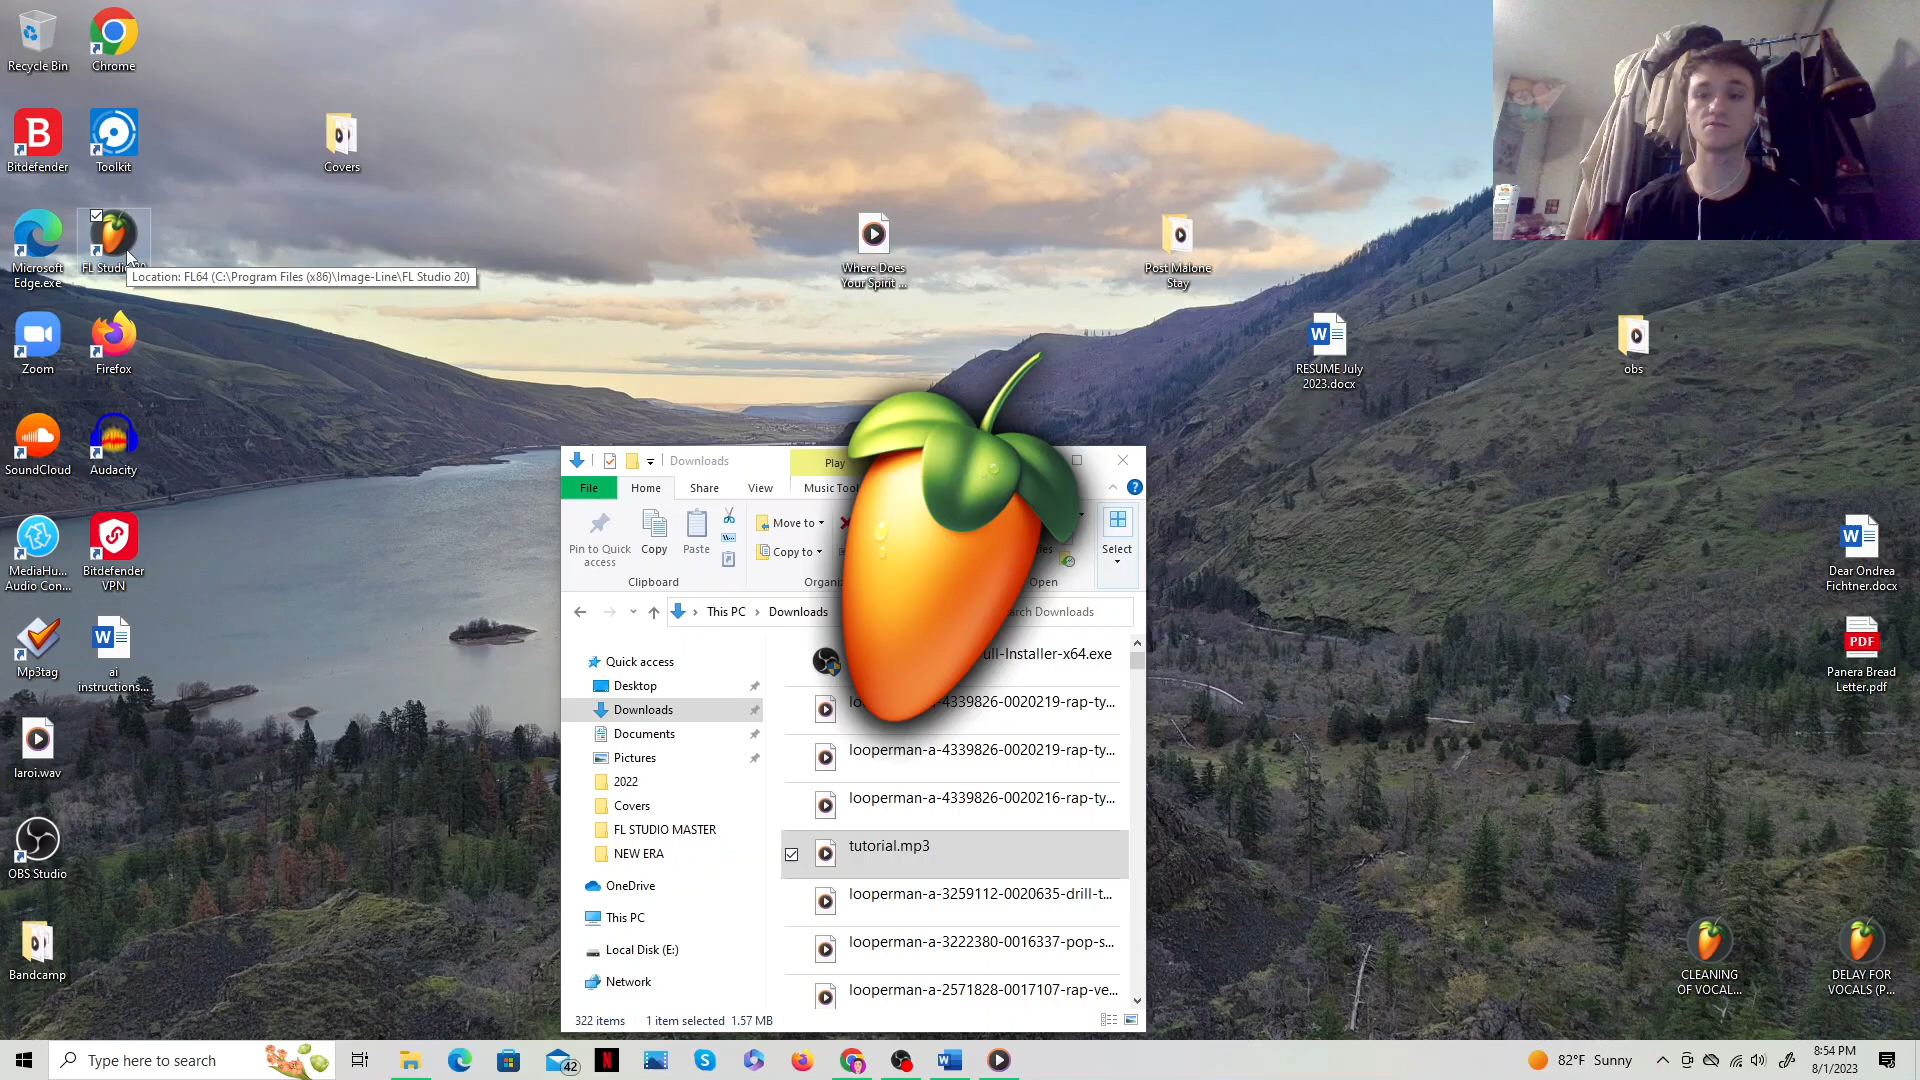 Recycle Bin
Chrome
Bitdefender
Toolkit
Covers
Microsoft
Edge.exe
FL Studio 20
Location: FL64 (C:\Program Files (x86)\Image-Line\FL Studio 20)
Where Does
Your Spirit ...
Post Malone
Stay
Zoom
Firefox
RESUME July
2023.docx
obs
SoundCloud
Audacity
MediaHu...
Audio Con...
Bitdefender
VPN
Dear Ondrea
Fichtner.docx
Mp3tag
ai
instructions...
Panera Bread
Letter.pdf
PDF
laroi.wav
OBS Studio
Bandcamp
CLEANING
OF VOCAL...
DELAY FOR
VOCALS (P...
Downloads
Play
File
Home
Share
View
Music Tool
Pin to Quick
access
Copy
Paste
Move to
Copy to
Select
Clipboard
Open
This PC
Downloads
Downloads
Quick access
Desktop
Downloads
Documents
Pictures
2022
Covers
FL STUDIO MASTER
NEW ERA
OneDrive
This PC
Local Disk (E:)
Network
ull-Installer-x64.exe
4339826-0020219-rap-ty...
looperman-a-4339826-0020219-rap-ty...
looperman-a-4339826-0020216-rap-ty...
tutorial.mp3
looperman-a-3259112-0020635-drill-t...
looperman-a-3222380-0016337-pop-s...
looperman-a-2571828-0017107-rap-ve...
322 items
1 item selected 1.57 MB
Type here to search
42
82°F Sunny
8:54 PM
8/1/2023